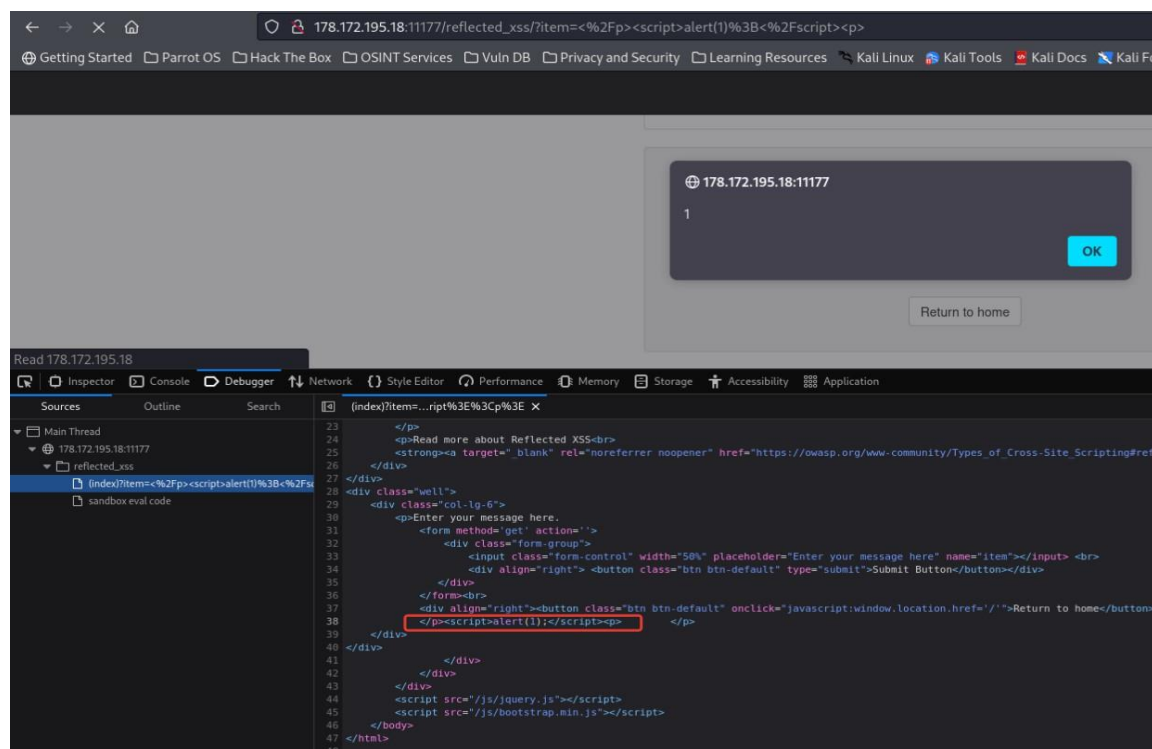 178.172.195.18:11177/reflected_xss/?item=<%2Fp><script>alert(1)%3B<%2Fscript><p>
Getting Started Parrot OS Hack The Box OSINT Services Vuln DB Privacy and Security Learning Resources Kali Linux Kali Tools Kali Docs Kali Fo
178.172.195.18:11177
1
OK
Return to home
Read 178.172.195.18
Inspector Console Debugger Network {} Style Editor Performance Memory Storage Accessibility Application
Sources Outline Search (index)?item=...ript%3E%3Cp%3E
Main Thread
178.172.195.18:11177
reflected_xss
(index)?item=<%2Fp><script>alert(1)%3B<%2Fs
sandbox eval code
23 </p>
24 <p>Read more about Reflected XSS<br>
25 <strong><a target="_blank" rel="noreferrer noopener" href="https://owasp.org/www-community/Types_of_Cross-Site_Scripting#ref
26 </div>
27 </div>
28 <div class="well">
29 <div class="col-lg-6">
30 <p>Enter your message here.
31 <form method='get' action=''>
32 <div class="form-group">
33 <input class="form-control" width="50%" placeholder="Enter your message here" name="item"></input> <br>
34 <div align="right"> <button class="btn btn-default" type="submit">Submit Button</button></div>
35 </div>
36 </form><br>
37 <div align="right"><button class="btn btn-default" onclick="javascript:window.location.href='/'">Return to home</button>
38 </p><script>alert(1);</script><p> </p>
39 </div>
40 </div>
41 </div>
42 </div>
43 </div>
44 <script src="/js/jquery.js"></script>
45 <script src="/js/bootstrap.min.js"></script>
46 </body>
47 </html>